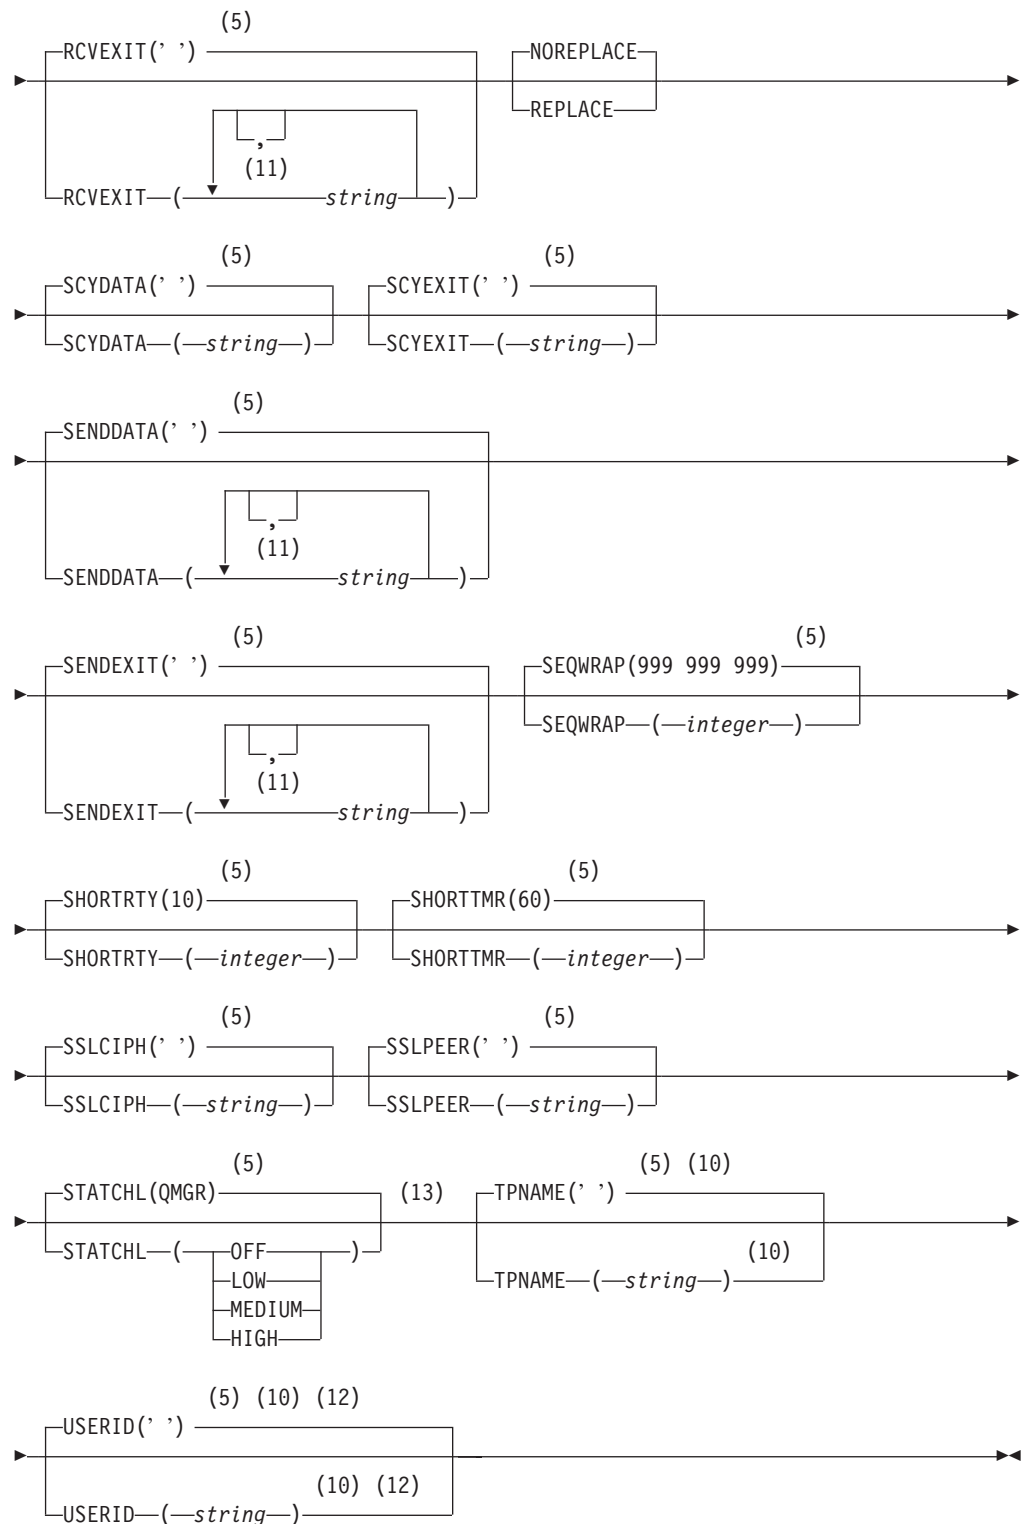 (5)
RCVEXIT(’ ’) NOREPLACE
REPLACE
,
(11)
RCVEXIT ( string )
(5) (5)
SCYDATA(’ ’) SCYEXIT(’ ’)
SCYDATA ( string ) SCYEXIT ( string )
(5)
SENDDATA(’ ’)
,
(11)
SENDDATA ( string )
(5) (5)
SENDEXIT(’ ’) SEQWRAP(999 999 999)
SEQWRAP ( integer )
,
(11)
SENDEXIT ( string )
(5) (5)
SHORTRTY(10) SHORTTMR(60)
SHORTRTY ( integer ) SHORTTMR ( integer )
(5) (5)
SSLCIPH(’ ’) SSLPEER(’ ’)
SSLCIPH ( string ) SSLPEER ( string )
(5) (5) (10)
STATCHL(QMGR) (13) TPNAME(’ ’)
STATCHL ( OFF ) (10)
LOW TPNAME ( string )
MEDIUM
HIGH
(5) (10) (12)
USERID(’ ’)
(10) (12)
USERID ( string )